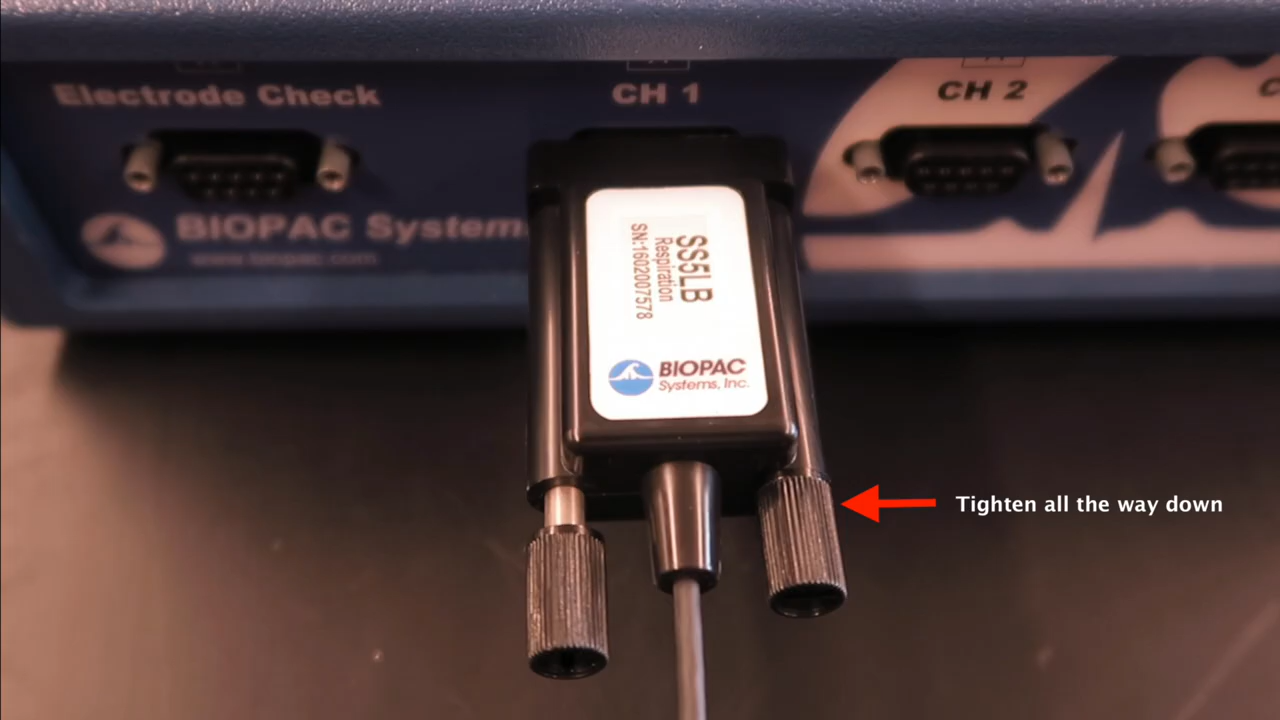 Electrode Check
CH 1
CH 2
BIOPAC System
www.biopac.com
SS5LB
Respiration
SN:1602007578
BIOPAC
Systems, Inc.
Tighten all the way down